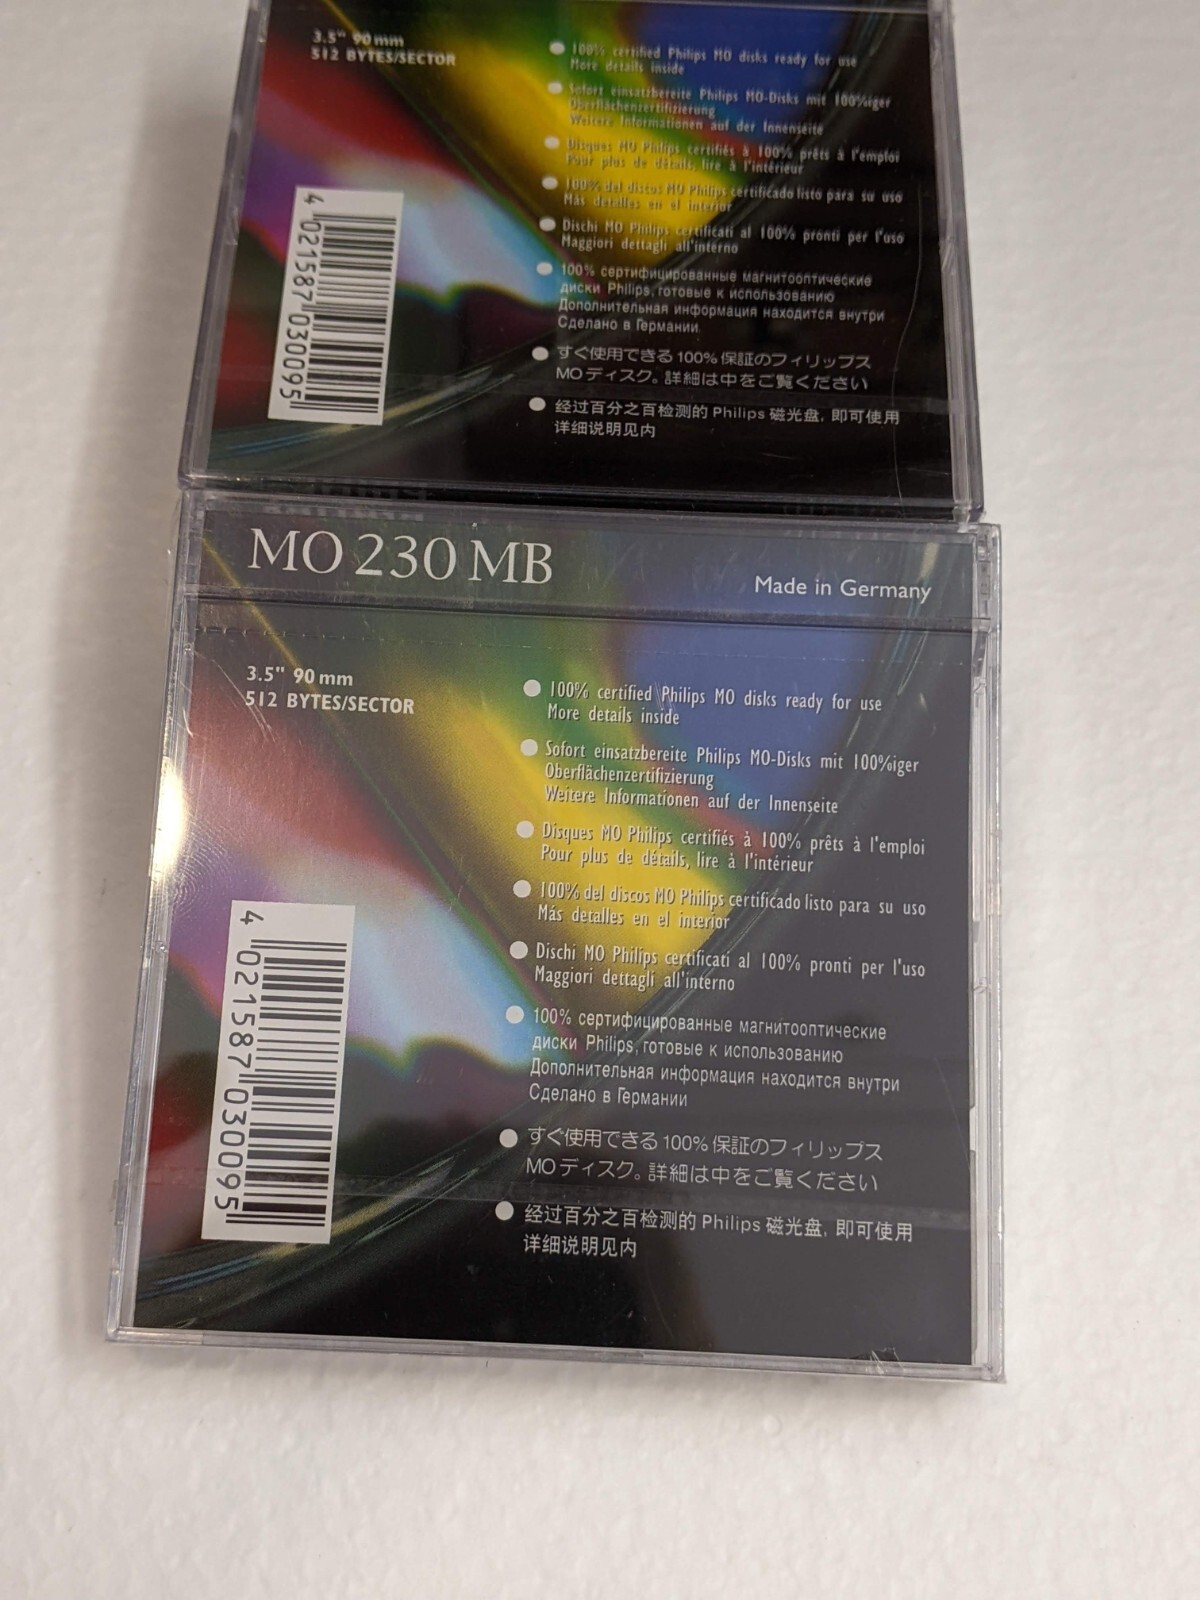 3.5" 90 mm
512 BYTES/SECTOR
100% certified Philips MO disks ready for use
More details inside
Sofort einsatzbereite Philips MO-Disks mit 100%iger
Oberflächenzertifizierung
Weitere Informationen auf der Innenseite
Disques MO Philips certifiés à 100% prêts à l'emploi
Pour plus de détails, lire à l'intérieur
100% del discos MO Philips certificado listo para su uso
Más detalles en el interior
Dischi MO Philips certificati al 100% pronti per l'uso
Maggiori dettagli all'interno
100% сертифицированные магнитооптические
диски Philips, готовые к использованию
Дополнительная информация находится внутри
Сделано в Германии
すぐ使用できる 100% 保証のフィリップス
MO ディスク。詳細は中をご覧ください
经过百分之百检测的 Philips 磁光盘, 即可使用
详细说明见内
4 021587 030095
MO 230 MB
Made in Germany
3.5" 90 mm
512 BYTES/SECTOR
100% certified Philips MO disks ready for use
More details inside
Sofort einsatzbereite Philips MO-Disks mit 100%iger
Oberflächenzertifizierung
Weitere Informationen auf der Innenseite
Disques MO Philips certifiés à 100% prêts à l'emploi
Pour plus de détails, lire à l'intérieur
100% del discos MO Philips certificado listo para su uso
Más detalles en el interior
Dischi MO Philips certificati al 100% pronti per l'uso
Maggiori dettagli all'interno
100% сертифицированные магнитооптические
диски Philips, готовые к использованию
Дополнительная информация находится внутри
Сделано в Германии
すぐ使用できる 100% 保証のフィリップス
MO ディスク。詳細は中をご覧ください
经过百分之百检测的 Philips 磁光盘, 即可使用
详细说明见内
4 021587 030095